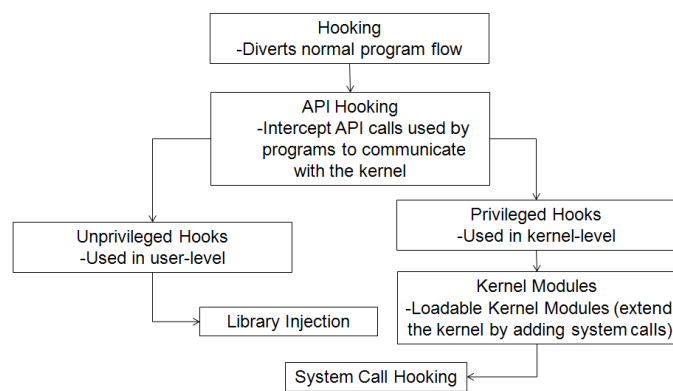 Hooking
-Diverts normal program flow
API Hooking
-Intercept API calls used by
programs to communicate
with the kernel
Unprivileged Hooks
-Used in user-level
Privileged Hooks
-Used in kernel-level
Library Injection
Kernel Modules
-Loadable Kernel Modules (extend
the kernel by adding system calls)
System Call Hooking